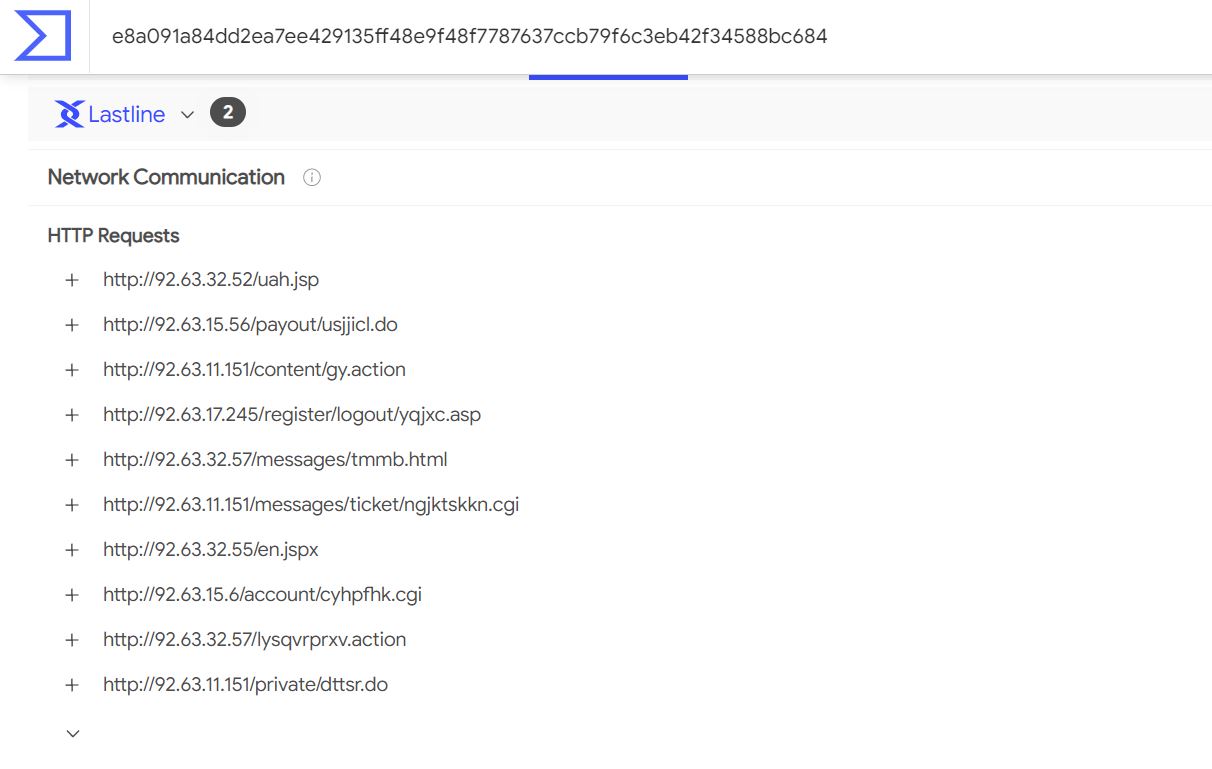 e8a091a84dd2ea7ee429135ff48e9f48f7787637ccb79f6c3eb42f34588bc684
Lastline 2
Network Communication
HTTP Requests
http://92.63.32.52/uah.jsp
http://92.63.15.56/payout/usjjicl.do
http://92.63.11.151/content/gy.action
http://92.63.17.245/register/logout/yqjxc.asp
http://92.63.32.57/messages/tmmb.html
http://92.63.11.151/messages/ticket/ngjktskkn.cgi
http://92.63.32.55/en.jspx
http://92.63.15.6/account/cyhpfhk.cgi
http://92.63.32.57/lysqvrprxv.action
http://92.63.11.151/private/dttsr.do